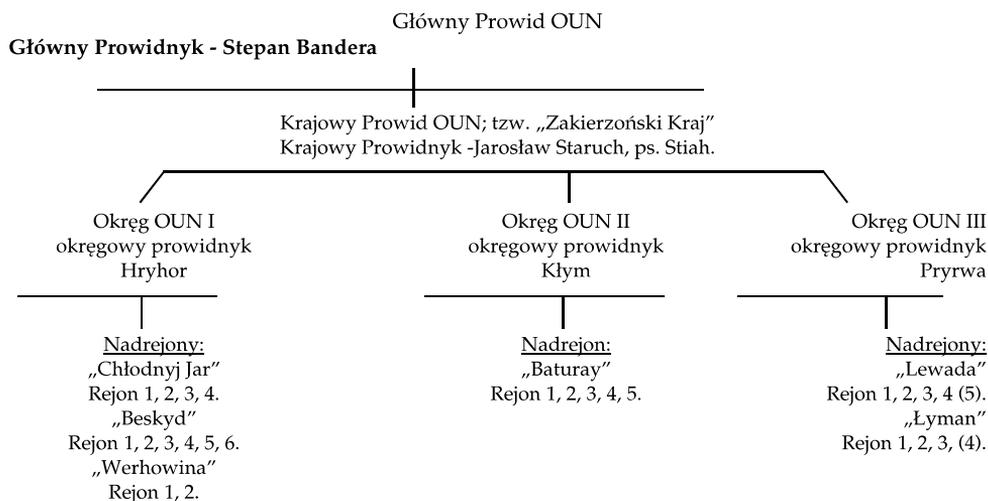 Główny Prowid OUN
Główny Prowidnyk - Stepan Bandera
Krajowy Prowid OUN; tzw. „Zakierzoński Kraj”
Krajowy Prowidnyk -Jarosław Staruch, ps. Stiah.
Okręg OUN I
okręgowy prowidnyk
Hryhor
Nadrejony:
„Chłodnyj Jar”
Rejon 1, 2, 3, 4.
„Beskyd”
Rejon 1, 2, 3, 4, 5, 6.
„Werhowina”
Rejon 1, 2.
Okręg OUN II
okręgowy prowidnyk
Kłym
Nadrejon:
„Baturay”
Rejon 1, 2, 3, 4, 5.
Okręg OUN III
okręgowy prowidnyk
Pryrwa
Nadrejony:
„Lewada”
Rejon 1, 2, 3, 4 (5).
„Łyman”
Rejon 1, 2, 3, (4).